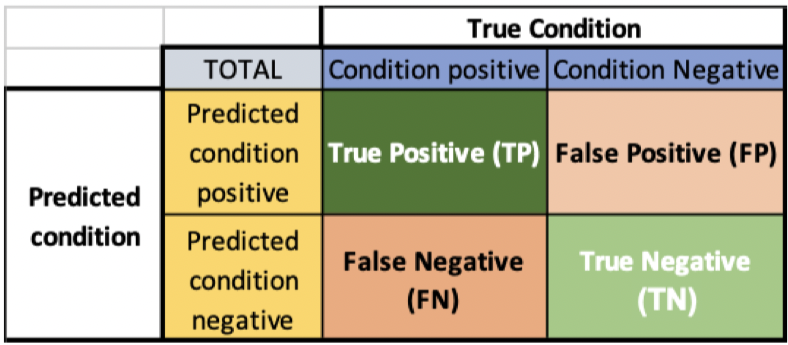 True Condition
TOTAL
Condition positive
Condition Negative
Predicted
condition
Predicted
condition
positive
True Positive (TP)
False Positive (FP)
Predicted
condition
negative
False Negative
(FN)
True Negative
(TN)